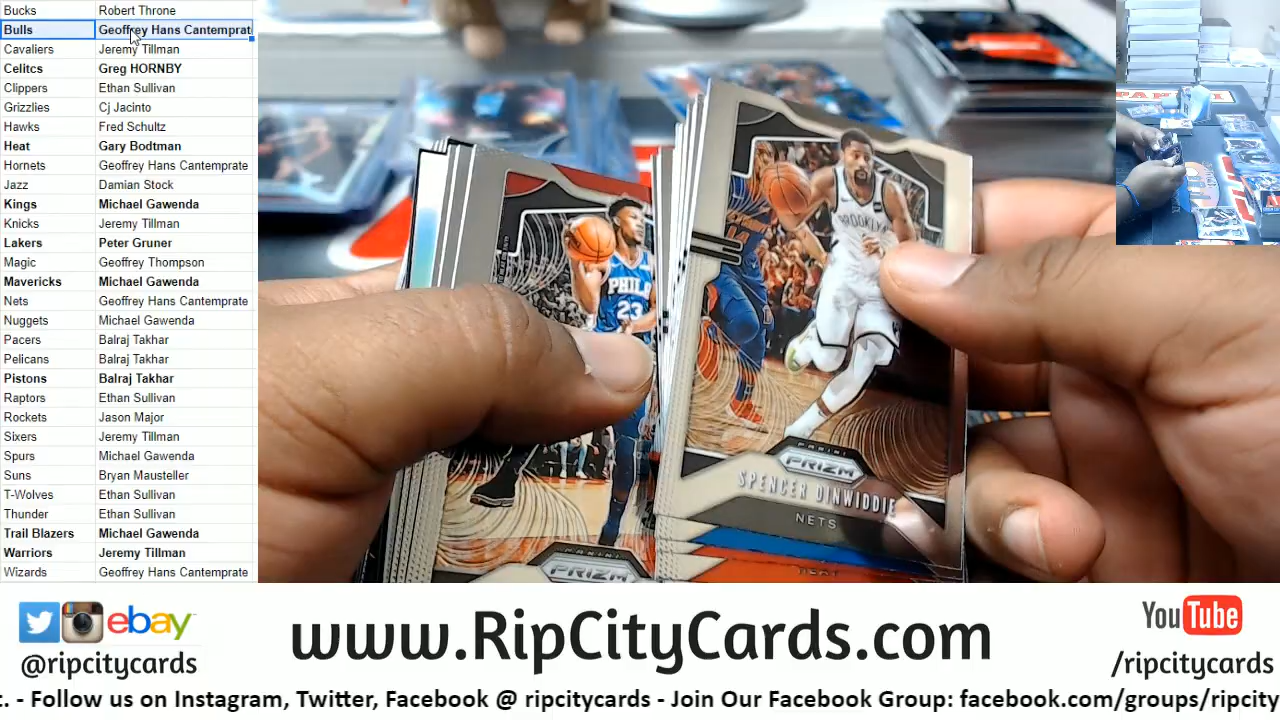 Bucks Robert Throne
Bulls Geoffrey Hans Cantemprat
Cavaliers Jeremy Tillman
Celitcs Greg HORNBY
Clippers Ethan Sullivan
Grizzlies Cj Jacinto
Hawks Fred Schultz
Heat Gary Bodtman
Hornets Geoffrey Hans Cantemprate
Jazz Damian Stock
Kings Michael Gawenda
Knicks Jeremy Tillman
Lakers Peter Gruner
Magic Geoffrey Thompson
Mavericks Michael Gawenda
Nets Geoffrey Hans Cantemprate
Nuggets Michael Gawenda
Pacers Balraj Takhar
Pelicans Balraj Takhar
Pistons Balraj Takhar
Raptors Ethan Sullivan
Rockets Jason Major
Sixers Jeremy Tillman
Spurs Michael Gawenda
Suns Bryan Mausteller
T-Wolves Ethan Sullivan
Thunder Ethan Sullivan
Trail Blazers Michael Gawenda
Warriors Jeremy Tillman
Wizards Geoffrey Hans Cantemprate
PHILA
23
PANINI
PRIZM
BROOKLYN
PANINI
PRIZM
SPENCER DINWIDDIE
NETS
ebay
@ripcitycards
www.RipCityCards.com
YouTube
/ripcitycards
t. - Follow us on Instagram, Twitter, Facebook @ ripcitycards - Join Our Facebook Group: facebook.com/groups/ripcity